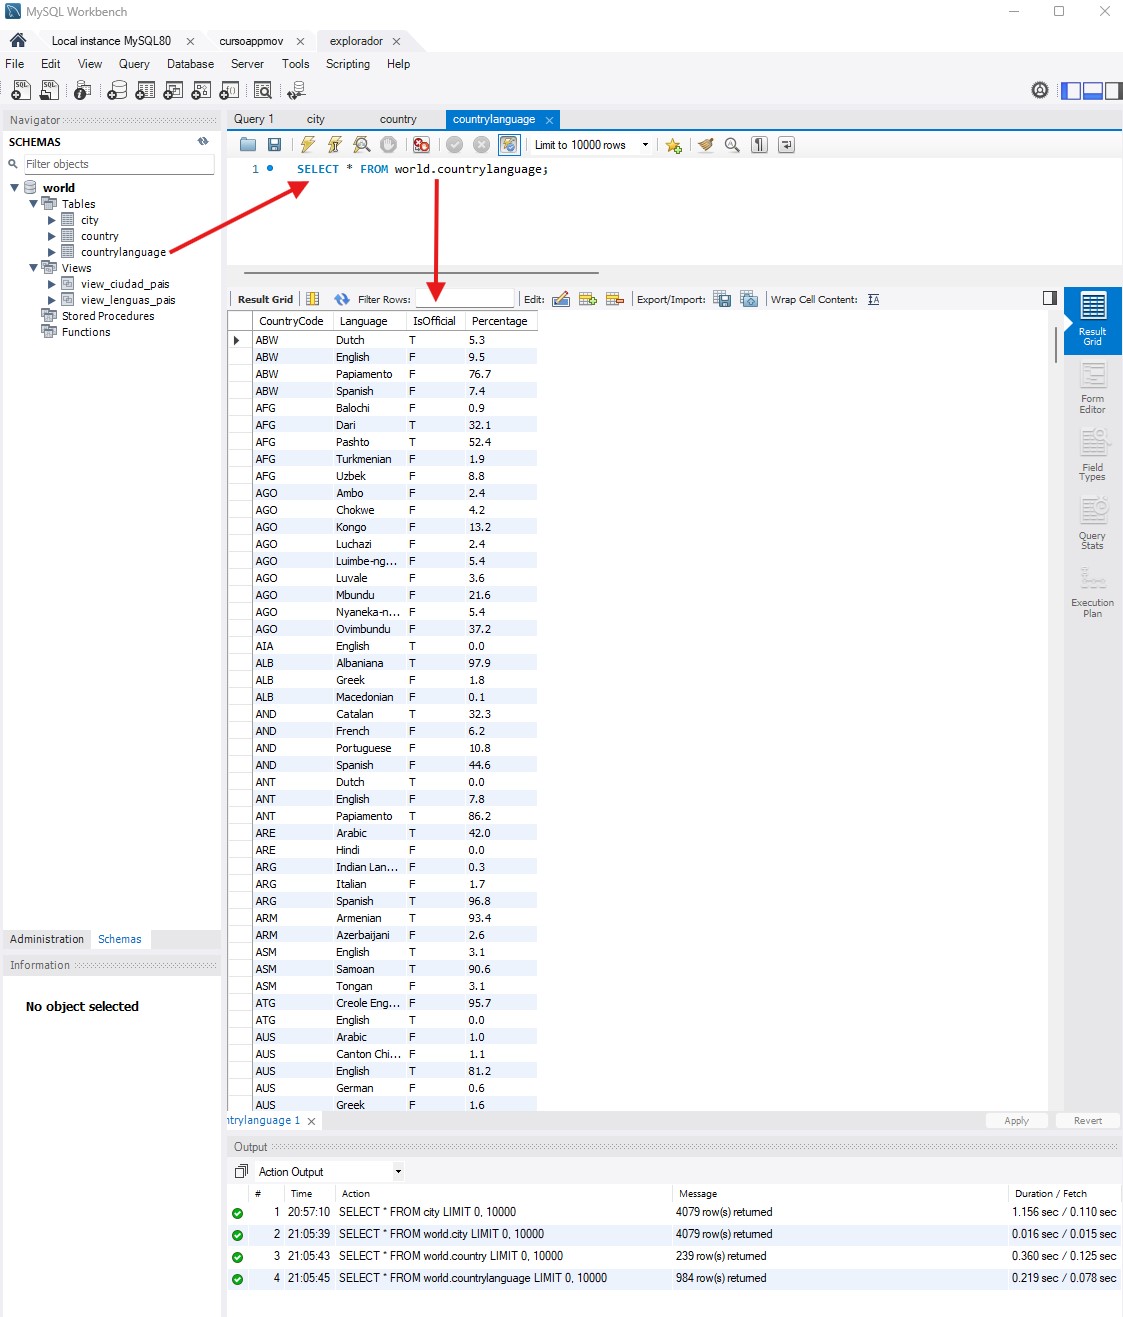 MySQL Workbench
Local instance MySQL80
cursoappmov
explorador
File Edit View Query Database Server Tools Scripting Help
Navigator
SCHEMAS
Filter objects
world
Tables
city
country
countrylanguage
Views
view_ciudad_pais
view_lenguas_pais
Stored Procedures
Functions
Administration Schemas
Information
No object selected
Query 1 city country countrylanguage
Limit to 10000 rows
1 SELECT * FROM world.countrylanguage;
Result Grid Filter Rows: Edit: Export/Import: Wrap Cell Content:
CountryCode Language IsOfficial Percentage
ABW Dutch T 5.3
ABW English F 9.5
ABW Papiamento F 76.7
ABW Spanish F 7.4
AFG Balochi F 0.9
AFG Dari T 32.1
AFG Pashto T 52.4
AFG Turkmenian F 1.9
AFG Uzbek F 8.8
AGO Ambo F 2.4
AGO Chokwe F 4.2
AGO Kongo F 13.2
AGO Luchazi F 2.4
AGO Luimbe-ng... F 5.4
AGO Luvale F 3.6
AGO Mbundu F 21.6
AGO Nyaneka-n... F 5.4
AGO Ovimbundu F 37.2
AIA English T 0.0
ALB Albaniana T 97.9
ALB Greek F 1.8
ALB Macedonian F 0.1
AND Catalan T 32.3
AND French F 6.2
AND Portuguese F 10.8
AND Spanish F 44.6
ANT Dutch T 0.0
ANT English F 7.8
ANT Papiamento T 86.2
ARE Arabic T 42.0
ARE Hindi F 0.0
ARG Indian Lan... F 0.3
ARG Italian F 1.7
ARG Spanish T 96.8
ARM Armenian T 93.4
ARM Azerbaijani F 2.6
ASM English T 3.1
ASM Samoan T 90.6
ASM Tongan F 3.1
ATG Creole Eng... F 95.7
ATG English T 0.0
AUS Arabic F 1.0
AUS Canton Chi... F 1.1
AUS English T 81.2
AUS German F 0.6
AUS Greek F 1.6
Result
Grid
Form
Editor
Field
Types
Query
Stats
Execution
Plan
ntrylanguage 1
Apply Revert
Output
Action Output
# Time Action Message Duration / Fetch
1 20:57:10 SELECT * FROM city LIMIT 0, 10000 4079 row(s) returned 1.156 sec / 0.110 sec
2 21:05:39 SELECT * FROM world.city LIMIT 0, 10000 4079 row(s) returned 0.016 sec / 0.015 sec
3 21:05:43 SELECT * FROM world.country LIMIT 0, 10000 239 row(s) returned 0.360 sec / 0.125 sec
4 21:05:45 SELECT * FROM world.countrylanguage LIMIT 0, 10000 984 row(s) returned 0.219 sec / 0.078 sec